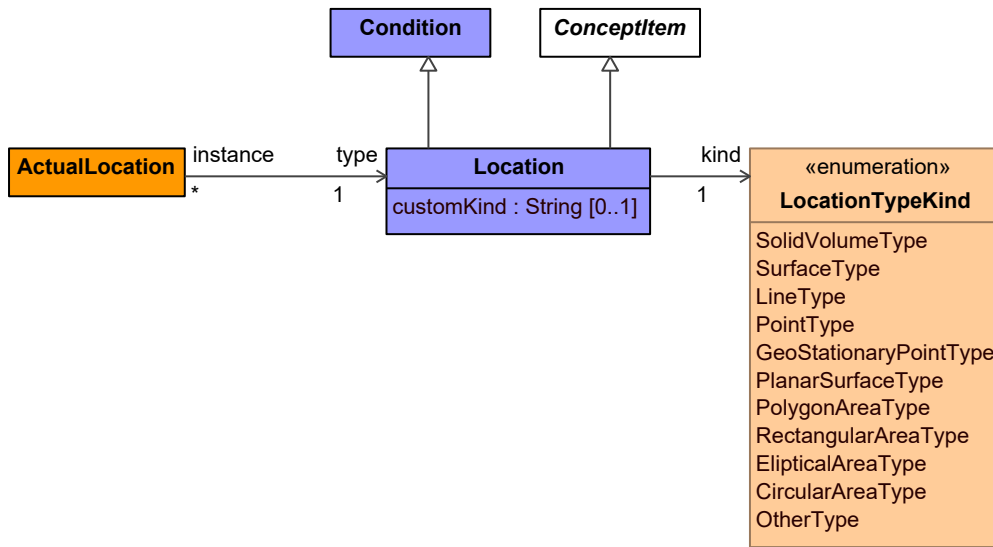 Condition
ConceptItem
ActualLocation
instance
type
*
1
Location
customKind : String [0..1]
kind
1
«enumeration»
LocationTypeKind
SolidVolumeType
SurfaceType
LineType
PointType
GeoStationaryPointType
PlanarSurfaceType
PolygonAreaType
RectangularAreaType
ElipticalAreaType
CircularAreaType
OtherType